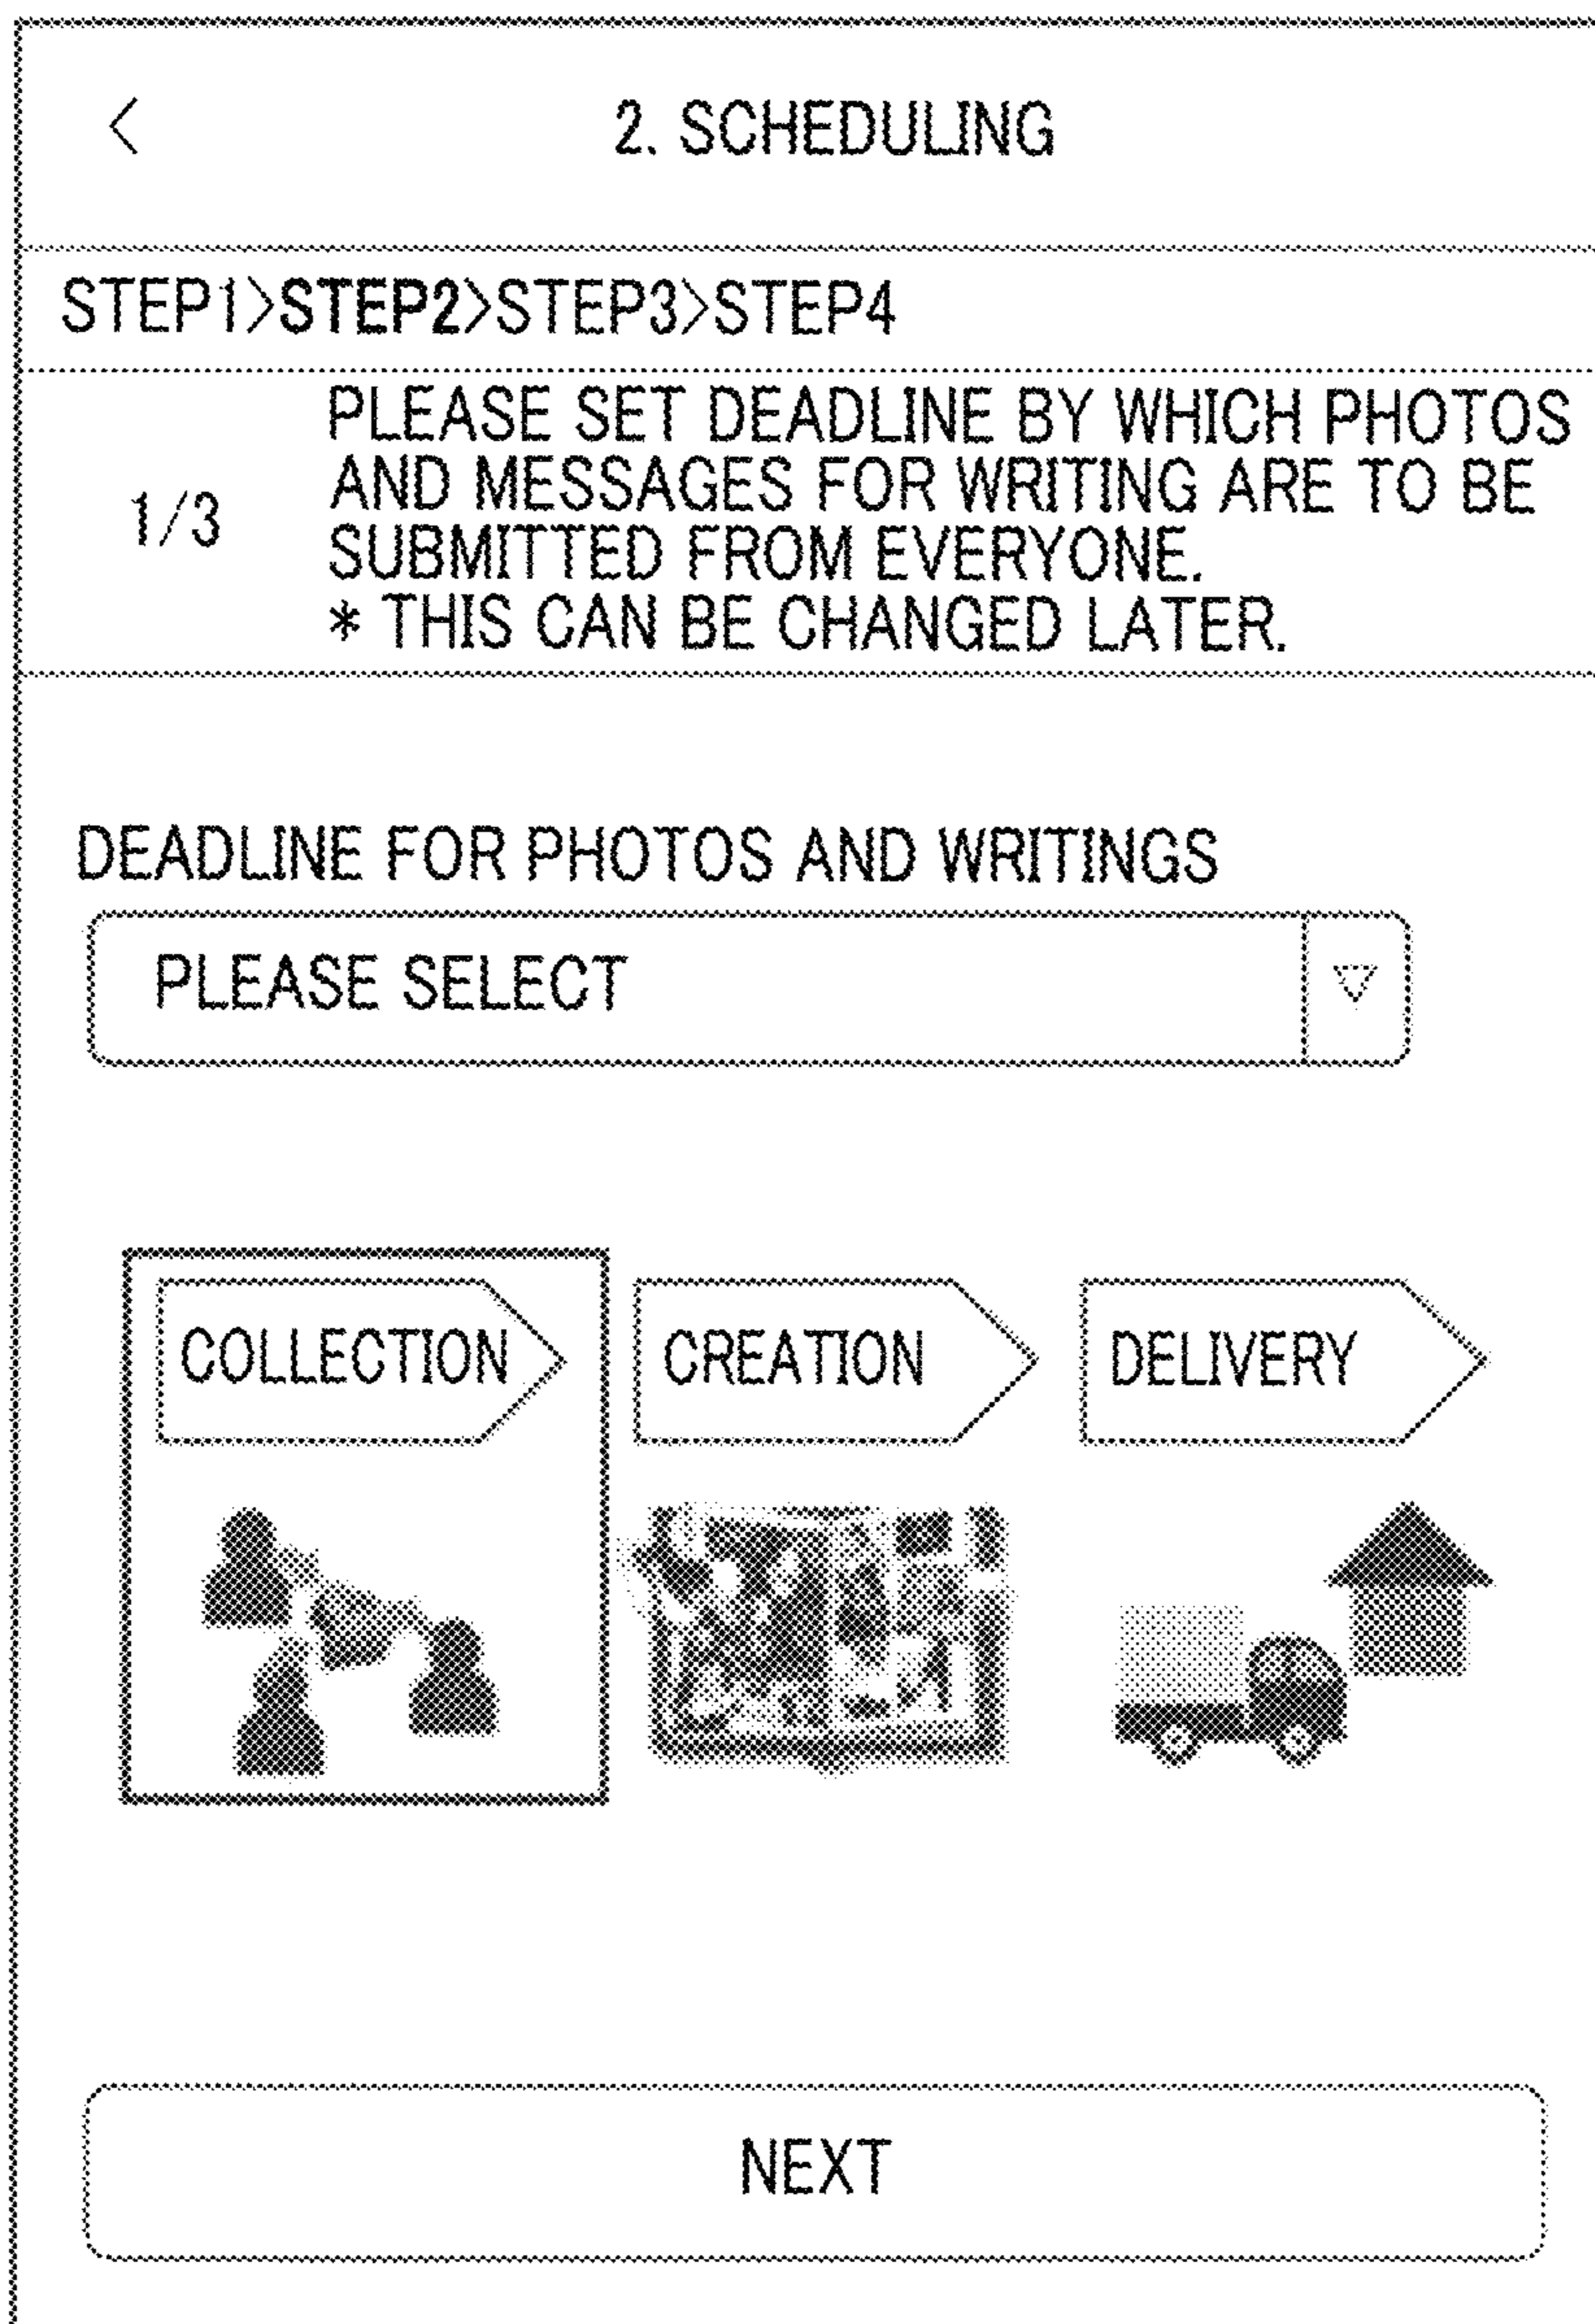 < 2. SCHEDULING
STEP1>STEP2>STEP3>STEP4
1/3
PLEASE SET DEADLINE BY WHICH PHOTOS
AND MESSAGES FOR WRITING ARE TO BE
SUBMITTED FROM EVERYONE.
* THIS CAN BE CHANGED LATER.
DEADLINE FOR PHOTOS AND WRITINGS
PLEASE SELECT
COLLECTION
CREATION
DELIVERY
NEXT